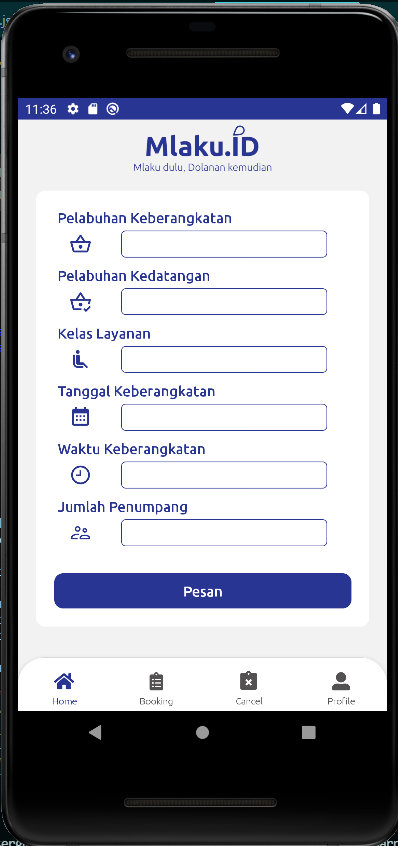 11:36
Mlaku.ID
Mlaku dulu, Dolanan kemudian
Pelabuhan Keberangkatan
Pelabuhan Kedatangan
Kelas Layanan
Tanggal Keberangkatan
Waktu Keberangkatan
Jumlah Penumpang
Pesan
Home Booking Cancel Profile